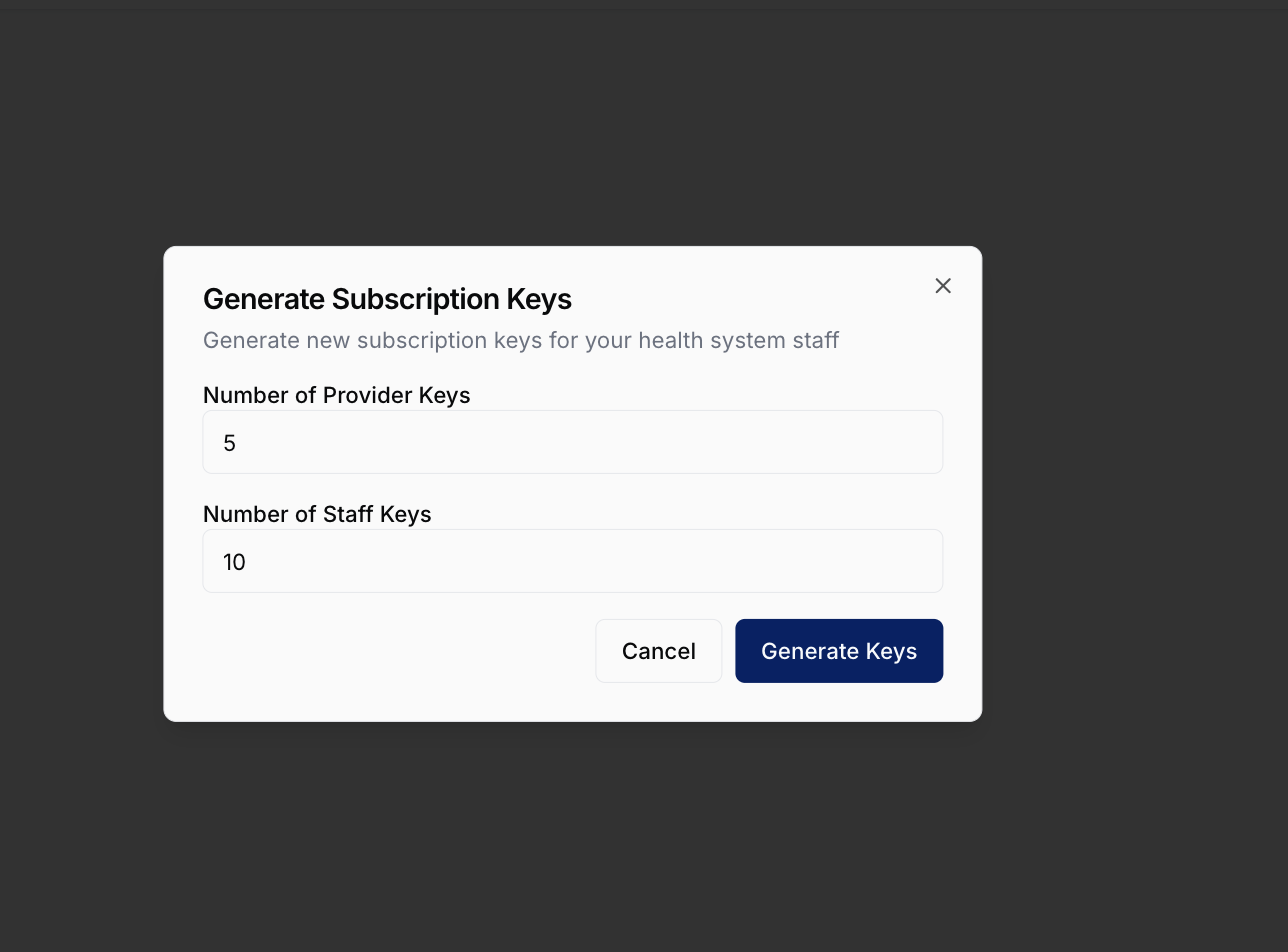 Generate Subscription Keys
Generate new subscription keys for your health system staff
Number of Provider Keys
5
Number of Staff Keys
10
Cancel
Generate Keys